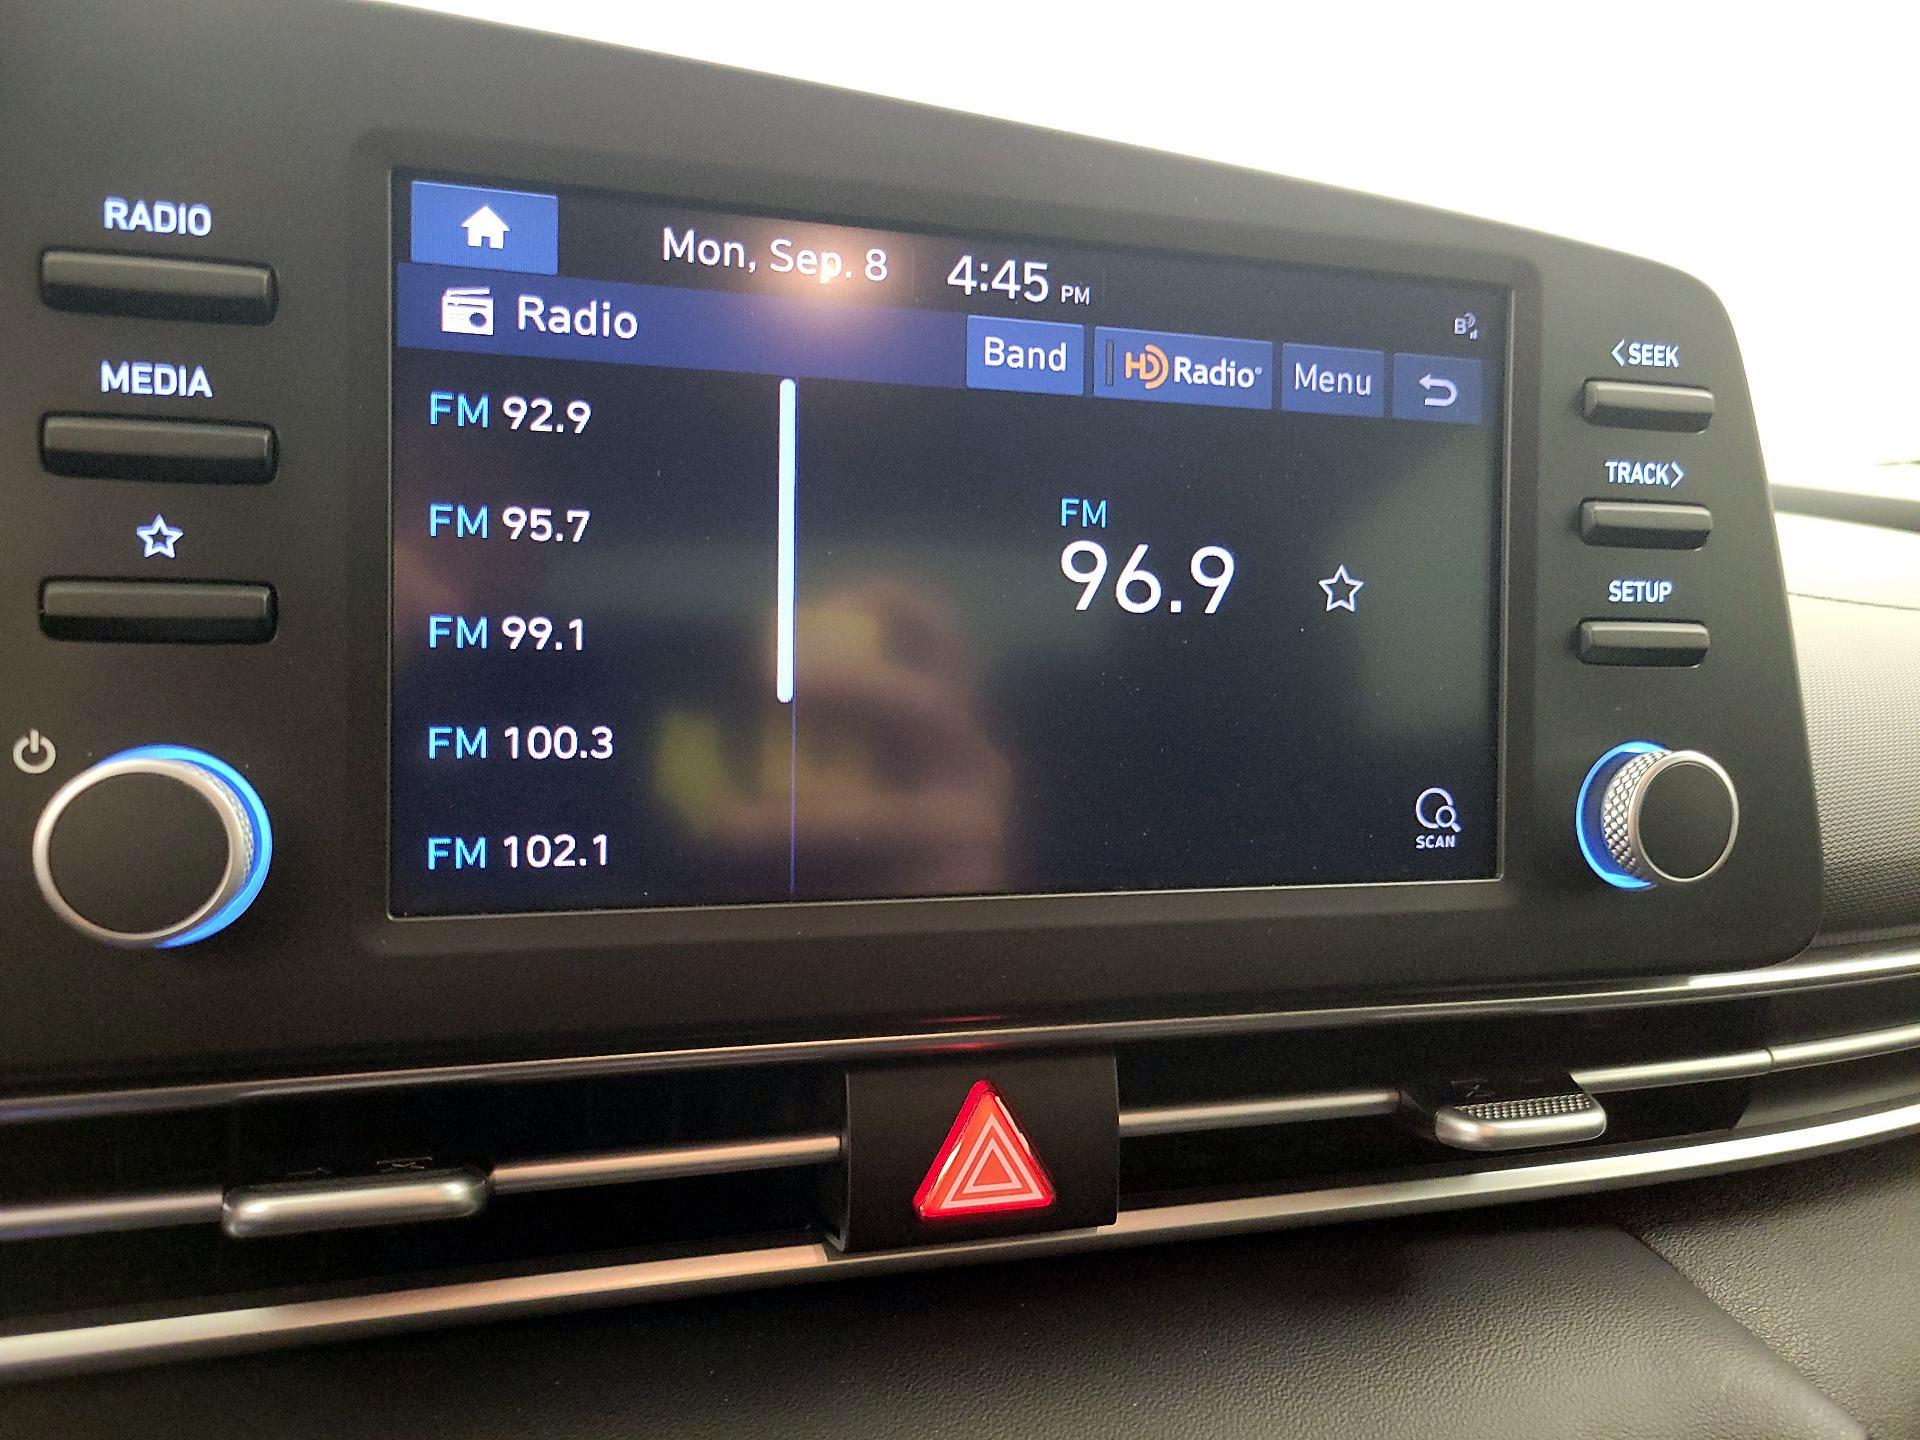 RADIO
MEDIA
Mon, Sep. 8
4:45 PM
B
Radio
Band
HD Radio
Menu
FM 92.9
FM 95.7
FM 99.1
FM 100.3
FM 102.1
FM
96.9
SCAN
<SEEK
TRACK>
SETUP